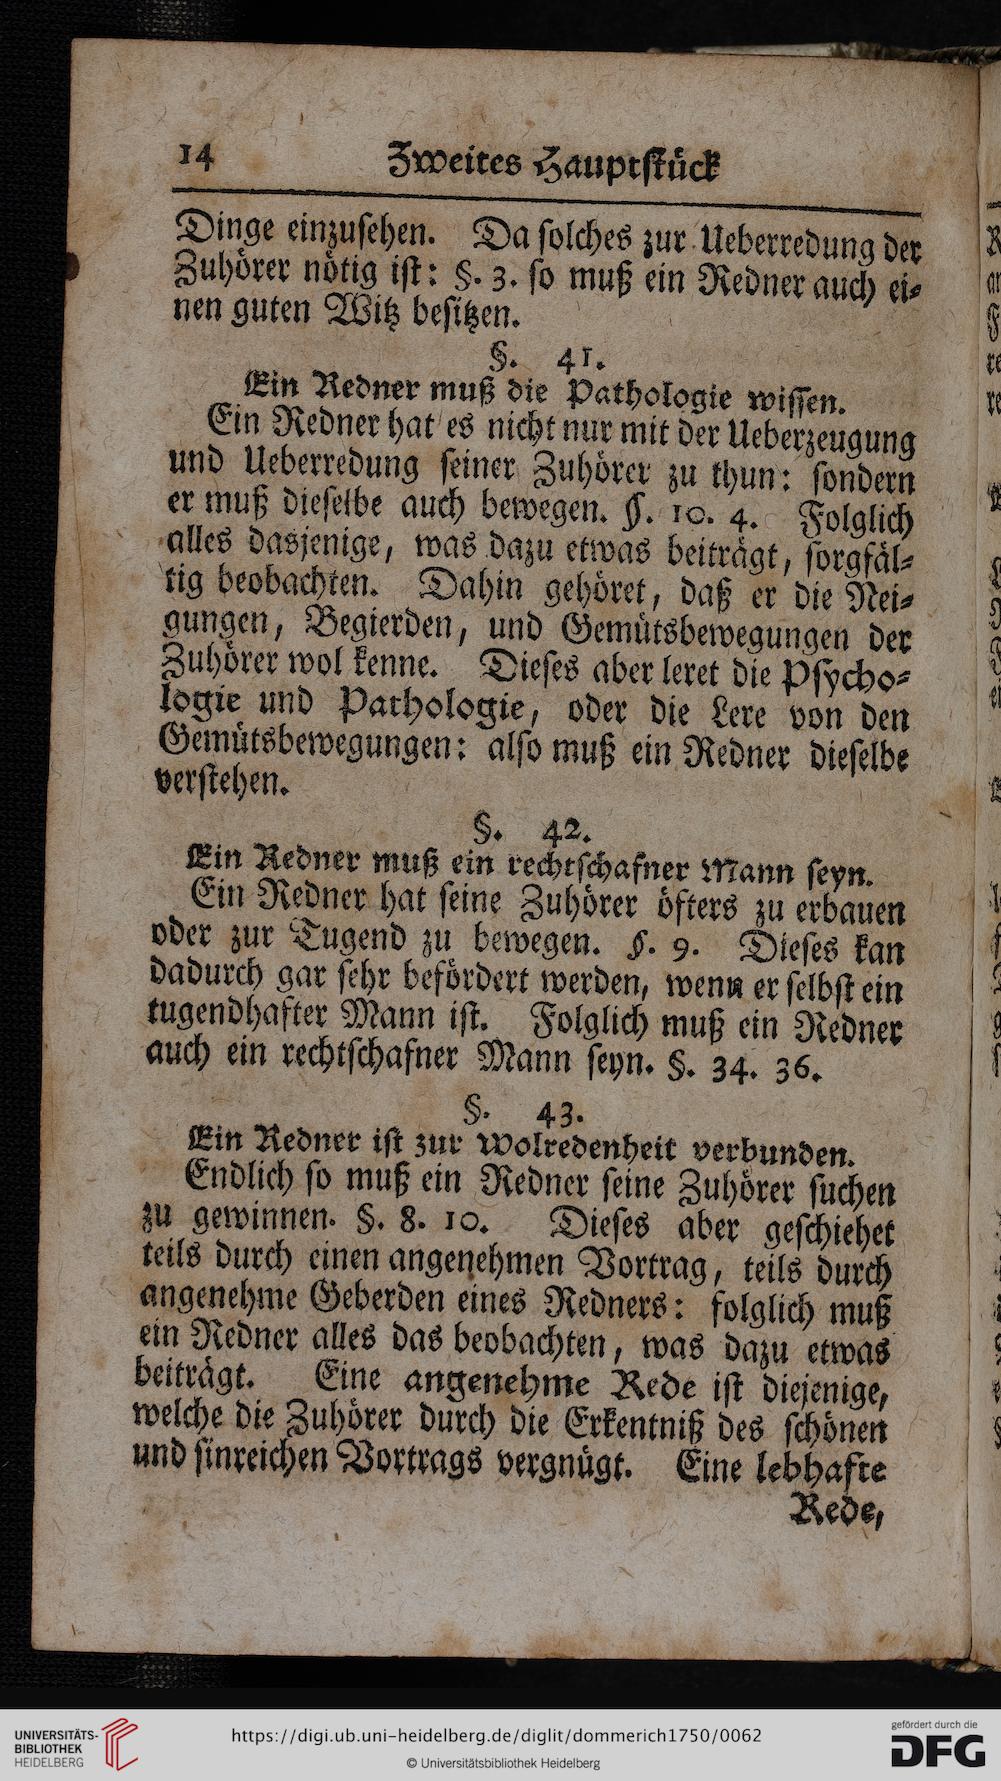 14 Zweites Hauptſtück
Dinge einzuſehen. Da ſolches zur Ueberredung der
Zuhörer nötig iſt: §. 3. ſo muß ein Redner auch ei⸗
nen guten Witz beſitzen.
§. 41.
Ein Redner muß die Pathologie wiſſen.
Ein Redner hat es nicht nur mit der Ueberzeugung
und Ueberredung ſeiner Zuhörer zu thun: ſondern
er muß dieſelbe auch bewegen. §. 10. 4. Folglich
alles dasjenige, was dazu etwas beiträgt, ſorgfäl⸗
tig beobachten. Dahin gehöret, daß er die Nei⸗
gungen, Begierden, und Gemütsbewegungen der
Zuhörer wol kenne. Dieſes aber leret die Pſycho⸗
logie und Pathologie, oder die Lere von den
Gemütsbewegungen: alſo muß ein Redner dieſelbe
verſtehen.
§. 42.
Ein Redner muß ein rechtſchafner Mann ſeyn.
Ein Redner hat ſeine Zuhörer öfters zu erbauen
oder zur Tugend zu bewegen. §. 9. Dieſes kan
dadurch gar ſehr befördert werden, wenn er ſelbſt ein
tugendhafter Mann iſt. Folglich muß ein Redner
auch ein rechtſchafner Mann ſeyn. §. 34. 36.
§. 43.
Ein Redner iſt zur Wolredenheit verbunden.
Endlich ſo muß ein Redner ſeine Zuhörer ſuchen
zu gewinnen. §. 8. 10. Dieſes aber geſchiehet
teils durch einen angenehmen Vortrag, teils durch
angenehme Geberden eines Redners: folglich muß
ein Redner alles das beobachten, was dazu etwas
beiträgt. Eine angenehme Rede iſt diejenige,
welche die Zuhörer durch die Erkentniß des ſchönen
und ſinreichen Vortrags vergnügt. Eine lebhafte
Rede,
UNIVERSITÄTS-
BIBLIOTHEK
HEIDELBERG
https://digi.ub.uni-heidelberg.de/diglit/dommerich1750/0062
© Universitätsbibliothek Heidelberg
gefördert durch die
DFG